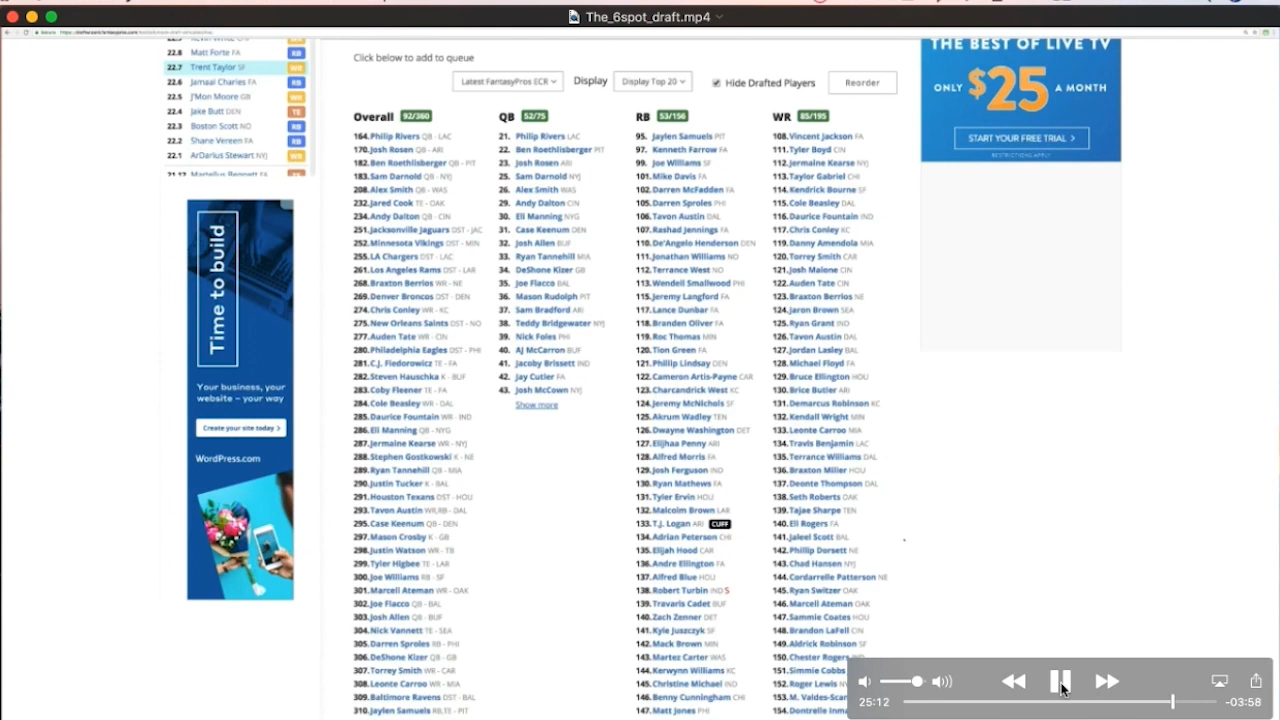 The_6spot_draft.mp4
22.8 Matt Forte FA RB
22.7 Trent Taylor SF WR
22.6 Jamaal Charles FA RB
22.5 J'Mon Moore GB WR
22.4 Jake Butt DEN TE
22.3 Boston Scott NO RB
22.2 Shane Vereen FA RB
22.1 ArDarius Stewart NYJ WR
21.12 Martellus Bennett FA
Time to build
Your business, your
website – your way
Create your site today >
WordPress.com
Click below to add to
queue
Latest FantasyPros ECR Display Display Top 20 Hide Drafted Players Reorder
Overall 92/360
164. Philip Rivers QB - LAC
170. Josh Rosen QB - ARI
182. Ben Roethlisberger QB - PIT
183. Sam Darnold QB - NYJ
208. Alex Smith QB - WAS
232. Jared Cook TE - OAK
234. Andy Dalton QB - CIN
251. Jacksonville Jaguars DST - JAC
252. Minnesota Vikings DST - MIN
255. LA Chargers DST - LAC
261. Los Angeles Rams DST - LAR
268. Braxton Berrios WR - NE
269. Denver Broncos DST - DEN
274. Chris Conley WR - KC
275. New Orleans Saints DST - NO
277. Auden Tate WR - CIN
280. Philadelphia Eagles DST - PHI
281. C.J. Fiedorowicz TE - FA
282. Steven Hauschka K - BUF
283. Coby Fleener TE - FA
284. Cole Beasley WR - DAL
285. Daurice Fountain WR - IND
286. Eli Manning QB - NYG
287. Jermaine Kearse WR - NYJ
288. Stephen Gostkowski K - NE
289. Ryan Tannehill QB - MIA
290. Justin Tucker K - BAL
291. Houston Texans DST - HOU
293. Tavon Austin WR,RB - DAL
295. Case Keenum QB - DEN
297. Mason Crosby K - GB
298. Justin Watson WR - TB
299. Tyler Higbee TE - LAR
300. Joe Williams RB - SF
301. Marcell Ateman WR - OAK
302. Joe Flacco QB - BAL
303. Josh Allen QB - BUF
304. Nick Vannett TE - SEA
305. Darren Sproles RB - PHI
306. DeShone Kizer QB - GB
307. Torrey Smith WR - CAR
308. Leonte Carroo WR - MIA
309. Baltimore Ravens DST - BAL
310. Jaylen Samuels RB,TE - PIT
QB 52/75
21. Philip Rivers LAC
22. Ben Roethlisberger PIT
23. Josh Rosen ARI
25. Sam Darnold NYJ
26. Alex Smith WAS
29. Andy Dalton CIN
30. Eli Manning NYG
31. Case Keenum DEN
32. Josh Allen BUF
33. Ryan Tannehill MIA
34. DeShone Kizer GB
35. Joe Flacco BAL
36. Mason Rudolph PIT
37. Sam Bradford ARI
38. Teddy Bridgewater NYJ
39. Nick Foles PHI
40. AJ McCarron BUF
41. Jacoby Brissett IND
42. Jay Cutler FA
43. Josh McCown NYJ
Show more
RB 53/156
95. Jaylen Samuels PIT
97. Kenneth Farrow FA
99. Joe Williams SF
101. Mike Davis FA
102. Darren McFadden FA
105. Darren Sproles PHI
106. Tavon Austin DAL
107. Rashad Jennings FA
110. De'Angelo Henderson DEN
111. Jonathan Williams NO
112. Terrance West NO
113. Wendell Smallwood PHI
115. Jeremy Langford FA
117. Lance Dunbar FA
118. Branden Oliver FA
119. Roc Thomas MIN
120. Tion Green FA
121. Phillip Lindsay DEN
122. Cameron Artis-Payne CAR
123. Charcandrick West KC
124. Jeremy McNichols SF
125. Akrum Wadley TEN
126. Dwayne Washington DET
127. Elijhaa Penny ARI
128. Alfred Morris FA
129. Josh Ferguson IND
130. Ryan Mathews FA
131. Tyler Ervin HOU
132. Malcolm Brown LAR
133. T.J. Logan ARI CUFF
134. Adrian Peterson CHI
135. Elijah Hood CAR
136. Andre Ellington FA
137. Alfred Blue HOU
138. Robert Turbin IND S
139. Travaris Cadet BUF
140. Zach Zenner DET
141. Kyle Juszczyk SF
142. Mack Brown MIN
143. Martez Carter WAS
144. Kerwynn Williams KC
145. Christine Michael IND
146. Benny Cunningham CHI
147. Matt Jones PHI
WR 85/195
108. Vincent Jackson FA
111. Tyler Boyd CIN
112. Jermaine Kearse NYJ
113. Taylor Gabriel CHI
114. Kendrick Bourne SF
115. Cole Beasley DAL
116. Daurice Fountain IND
117. Chris Conley KC
119. Danny Amendola MIA
120. Torrey Smith CAR
121. Josh Malone CIN
122. Auden Tate CIN
123. Braxton Berrios NE
124. Jaron Brown SEA
125. Ryan Grant IND
126. Tavon Austin DAL
127. Jordan Lasley BAL
128. Michael Floyd FA
129. Bruce Ellington HOU
130. Brice Butler ARI
131. Demarcus Robinson KC
132. Kendall Wright MIN
133. Leonte Carroo MIA
134. Travis Benjamin LAC
135. Terrance Williams DAL
136. Braxton Miller HOU
137. Deonte Thompson DAL
138. Seth Roberts OAK
139. Tajae Sharpe TEN
140. Eli Rogers FA
141. Jaleel Scott BAL
142. Phillip Dorsett NE
143. Chad Hansen NYJ
144. Cordarrelle Patterson NE
145. Ryan Switzer OAK
146. Marcell Ateman OAK
147. Sammie Coates HOU
148. Brandon LaFell CIN
149. Aldrick Robinson SF
150. Chester Rogers
151. Simmie Cobbs
152. Roger Lewis
153. M. Valdes-Scan
154. Dontrelle Inm
THE BEST OF LIVE TV
ONLY $25 A MONTH
START YOUR FREE TRIAL >
RESTRICTIONS APPLY
25:12 -03:58